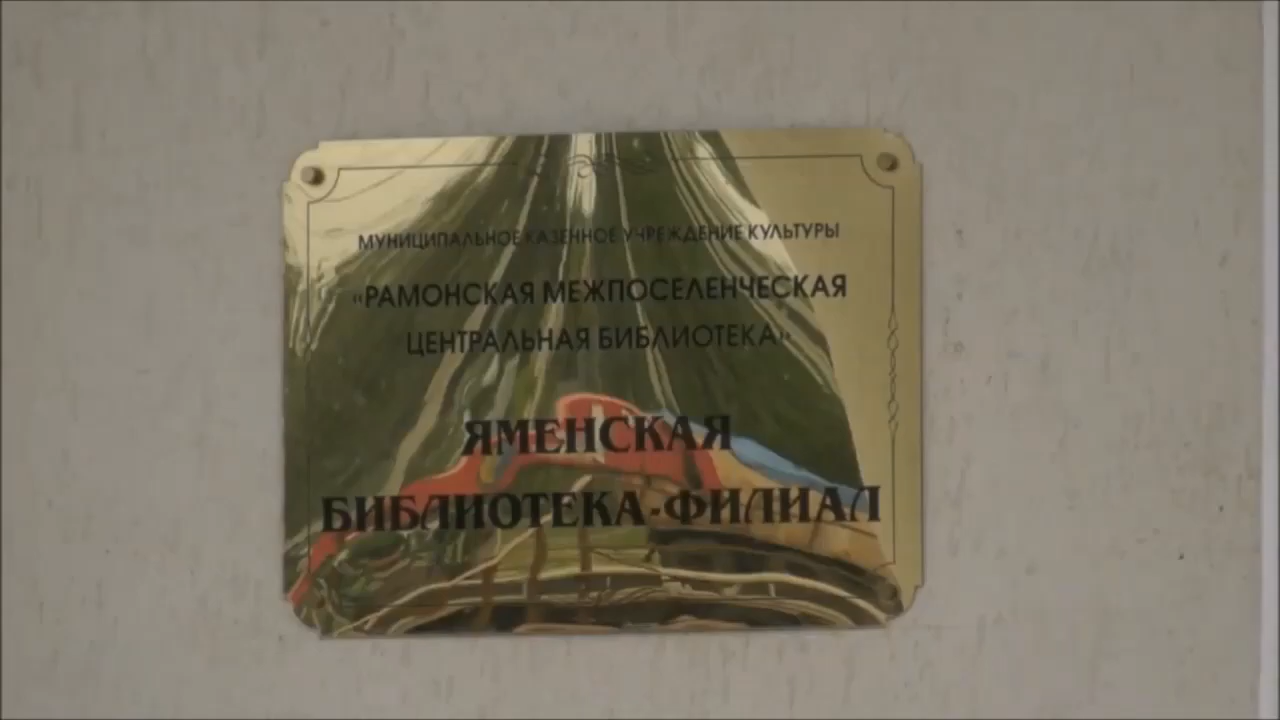 МУНИЦИПАЛЬНОЕ КАЗЕННОЕ УЧРЕЖДЕНИЕ КУЛЬТУРЫ
«РАМОНСКАЯ МЕЖПОСЕЛЕНЧЕСКАЯ
ЦЕНТРАЛЬНАЯ БИБЛИОТЕКА»
ЯМЕНСКАЯ
БИБЛИОТЕКА-ФИЛИАЛ